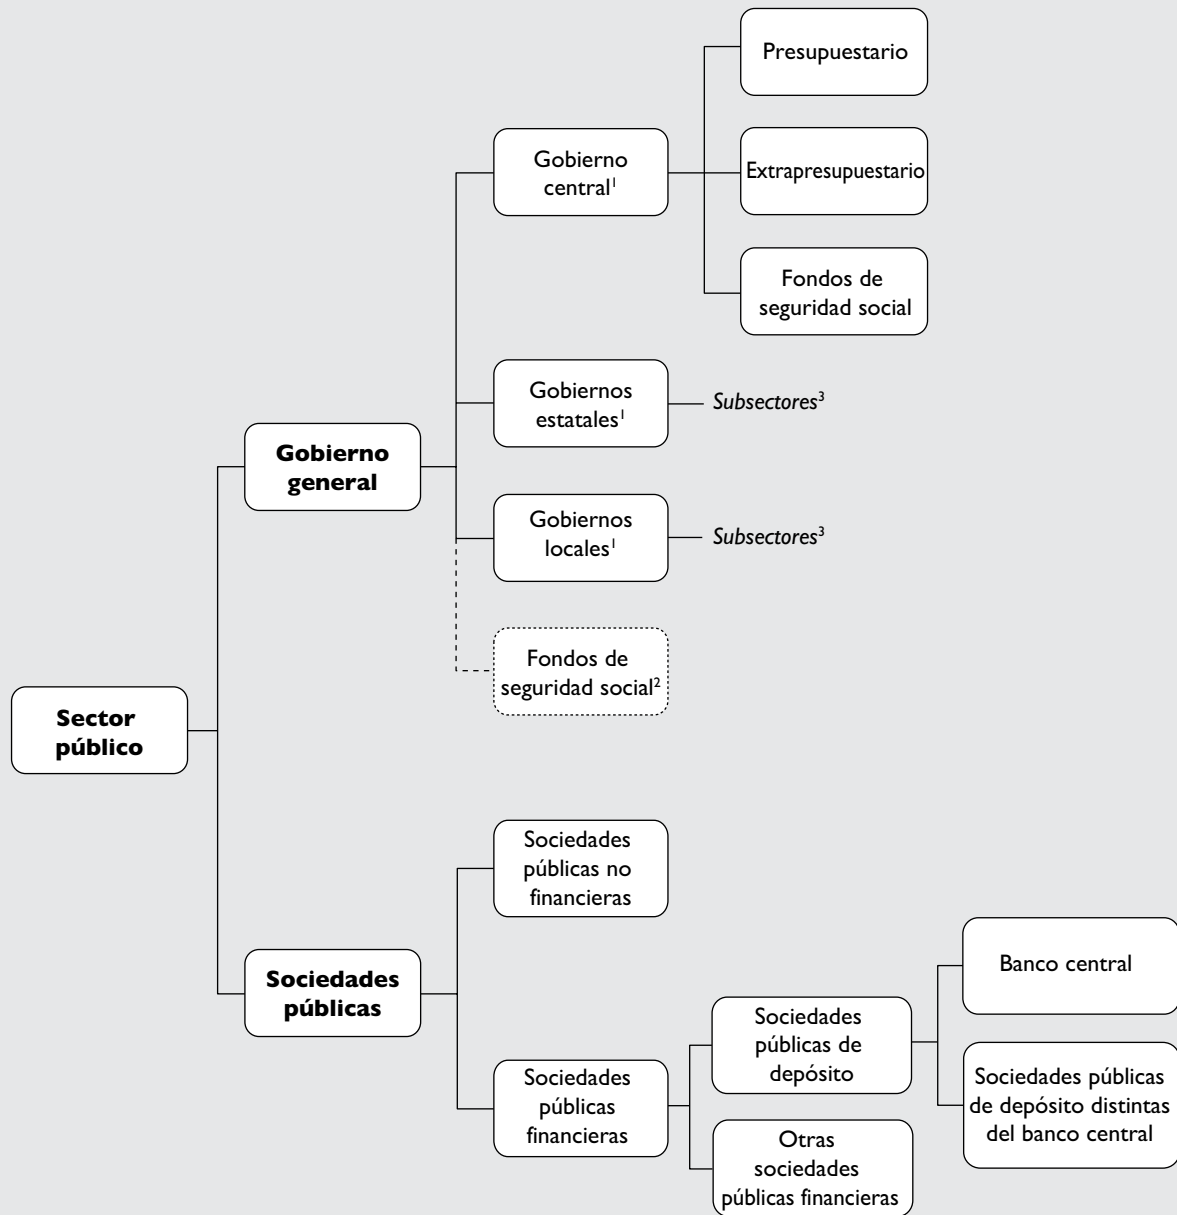 Presupuestario
Gobierno
central¹
Extrapresupuestario
Fondos de
seguridad social
Gobiernos
estatales¹
Subsectores³
Gobierno
general
Gobiernos
locales¹
Subsectores³
Fondos de
seguridad social²
Sector
público
Sociedades
públicas no
financieras
Sociedades
públicas
Banco central
Sociedades
públicas de
depósito
Sociedades
públicas
financieras
Sociedades públicas
de depósito distintas
del banco central
Otras
sociedades
públicas financieras